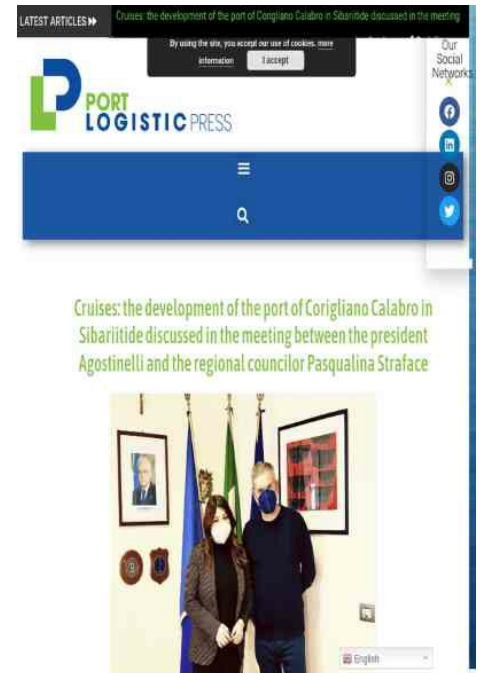 LATEST ARTICLES
Cruises: the development of the port of Corigliano Calabro in Sibariitide discussed in the meeting
By using the site, you accept our use of cookies. more
information
I accept
Our
Social
Networks
PORT
LOGISTIC PRESS
Cruises: the development of the port of Corigliano Calabro in
Sibariitide discussed in the meeting between the president
Agostinelli and the regional councilor Pasqualina Straface
English